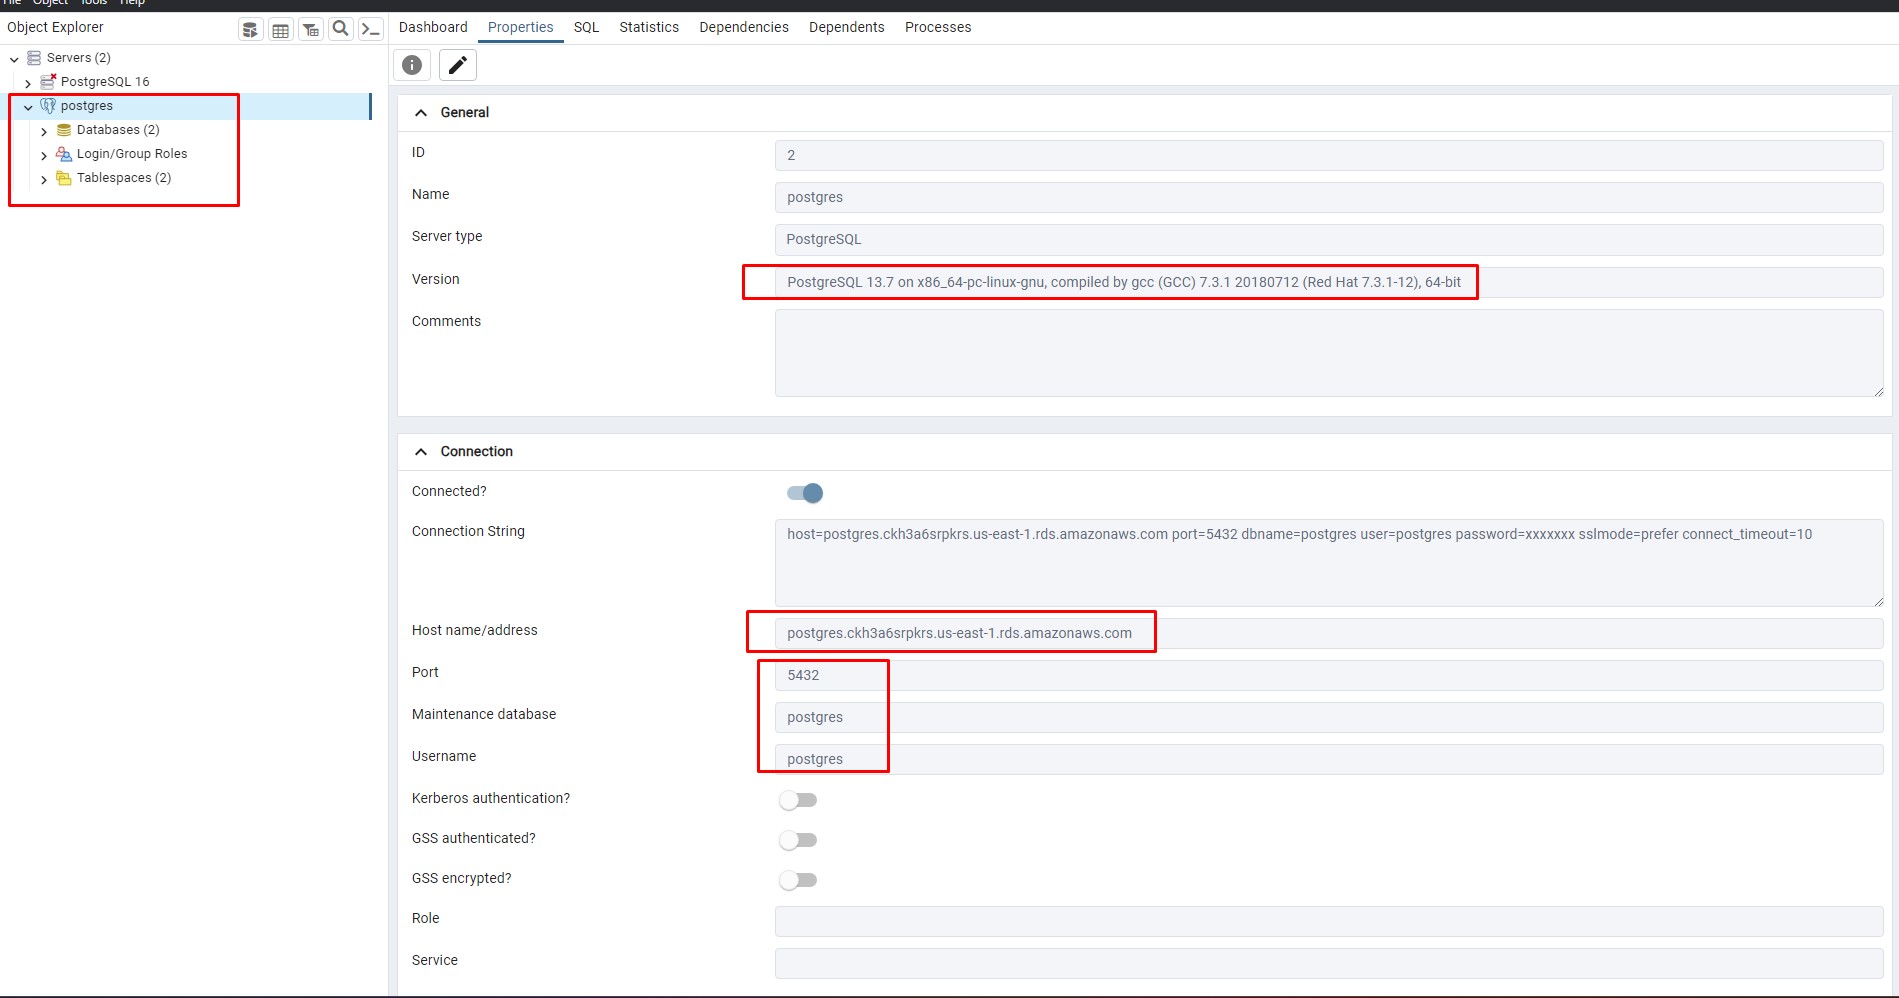 File Object Tools Help
Object Explorer
Dashboard Properties SQL Statistics Dependencies Dependents Processes
Servers (2)
PostgreSQL 16
postgres
Databases (2)
Login/Group Roles
Tablespaces (2)
General
ID 2
Name postgres
Server type PostgreSQL
Version PostgreSQL 13.7 on x86_64-pc-linux-gnu, compiled by gcc (GCC) 7.3.1 20180712 (Red Hat 7.3.1-12), 64-bit
Comments
Connection
Connected?
Connection String host=postgres.ckh3a6srpkrs.us-east-1.rds.amazonaws.com port=5432 dbname=postgres user=postgres password=xxxxxxx sslmode=prefer connect_timeout=10
Host name/address postgres.ckh3a6srpkrs.us-east-1.rds.amazonaws.com
Port 5432
Maintenance database postgres
Username postgres
Kerberos authentication?
GSS authenticated?
GSS encrypted?
Role
Service